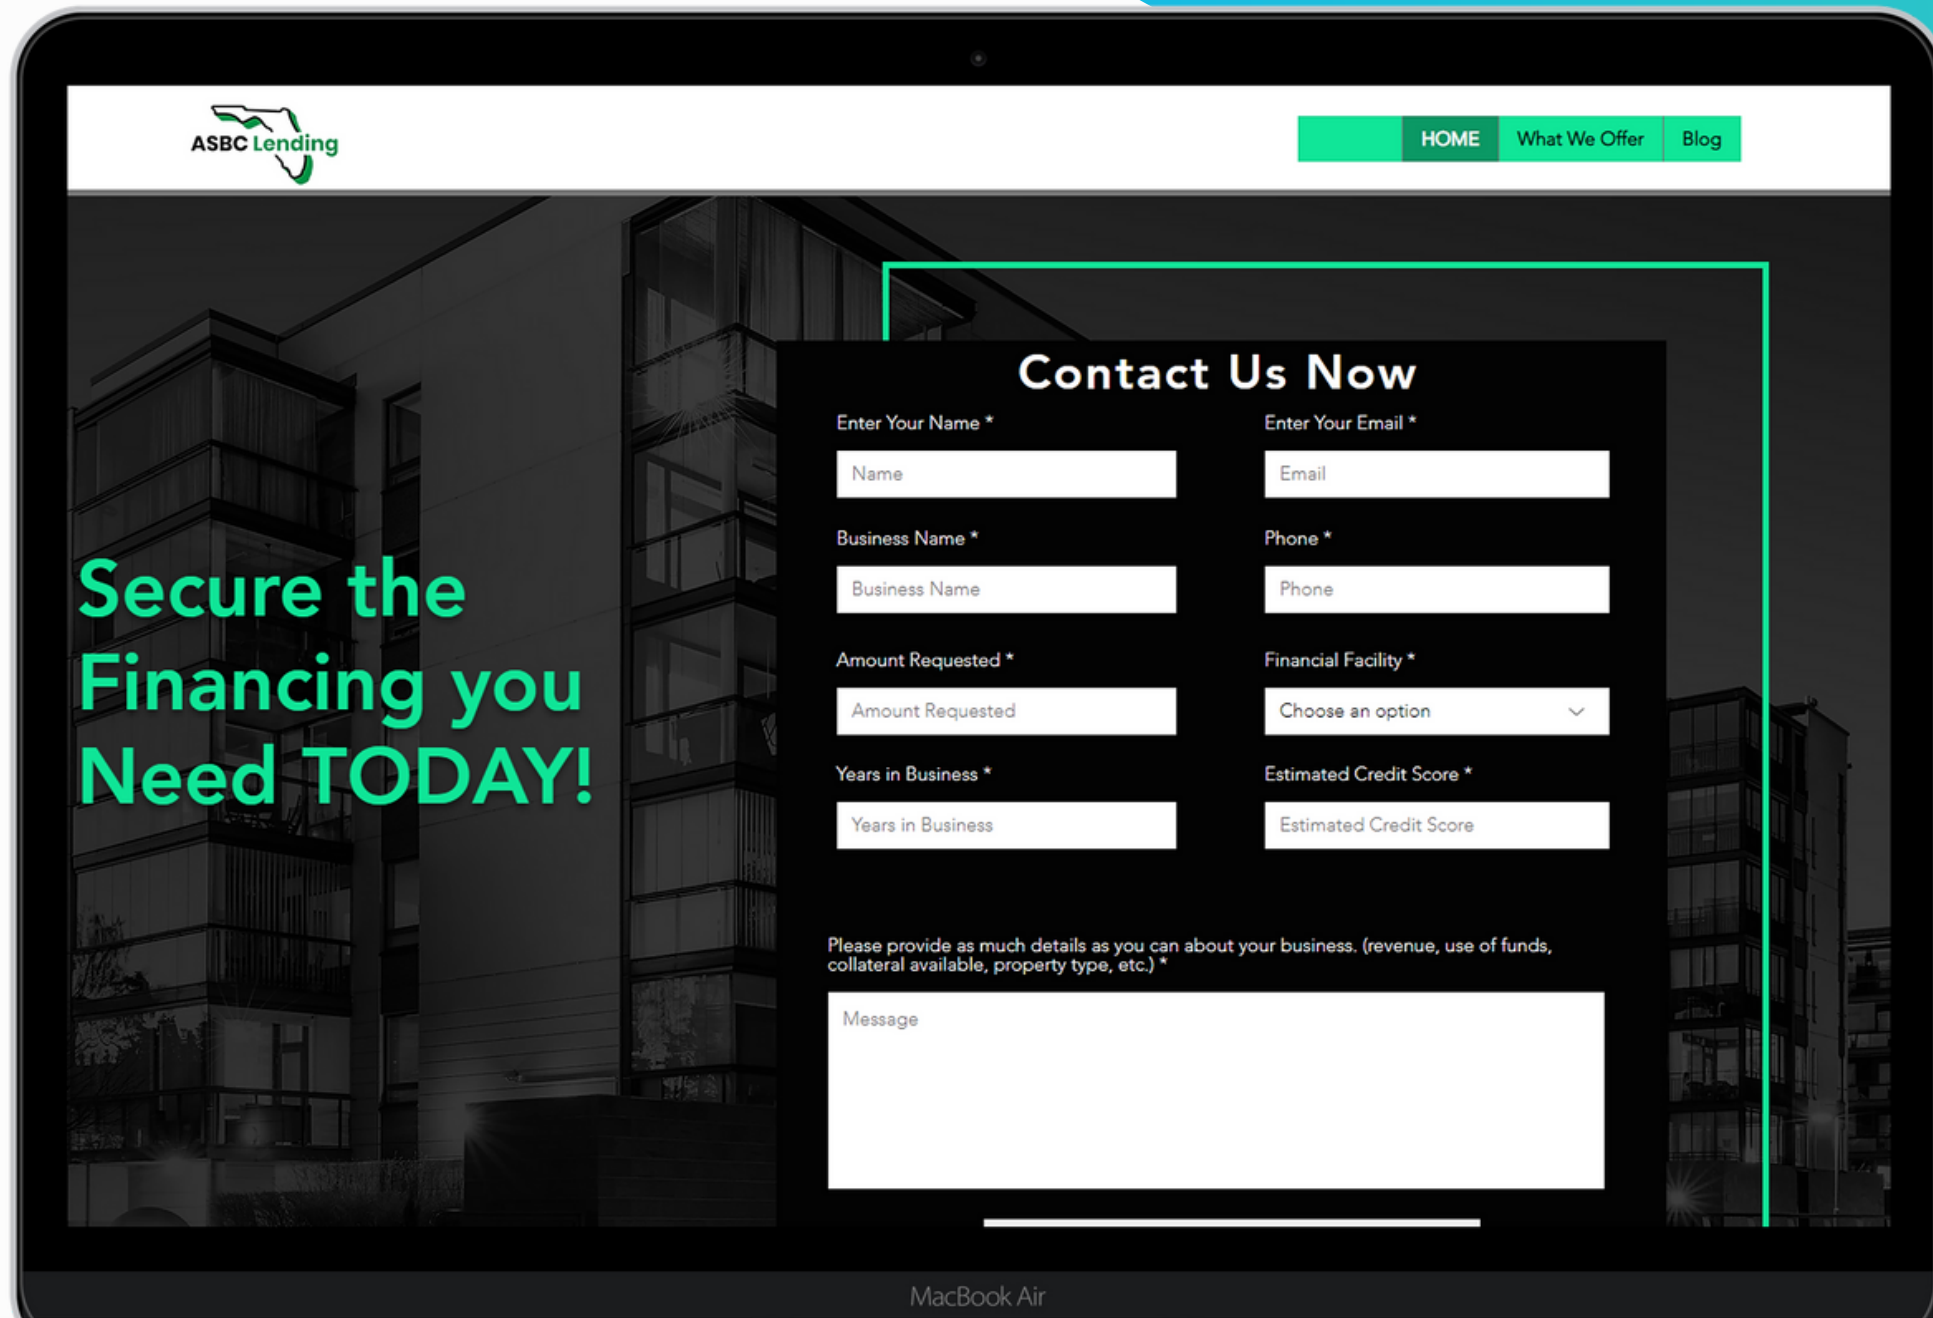 ASBC Lending
HOME
What We Offer
Blog
Secure the
Financing you
Need TODAY!
Contact Us Now
Enter Your Name *
Enter Your Email *
Name
Email
Business Name *
Phone *
Business Name
Phone
Amount Requested *
Financial Facility *
Amount Requested
Choose an option
Years in Business *
Estimated Credit Score *
Years in Business
Estimated Credit Score
Please provide as much details as you can about your business. (revenue, use of funds,
collateral available, property type, etc.) *
Message
MacBook Air